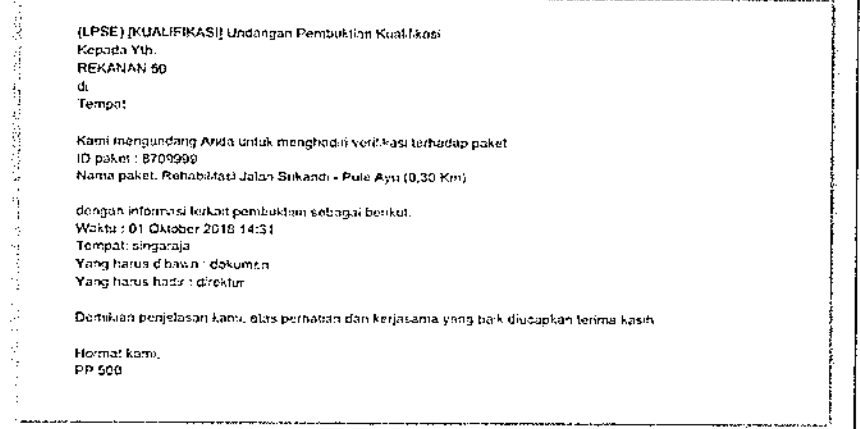 (LPSE) [KUALIFIKASI] Undangan Pembuktian Kualifikasi
Kepada Yth.
REKANAN 50
di
Tempat
Kami mengundang Anda untuk menghadiri verifikasi terhadap paket
ID paket : 8709999
Nama paket. Rehabilitasi Jalan Srikandi - Pule Ayu (0,30 Km)
dengan informasi terkait pembuktian sebagai berikut.
Waktu : 01 Oktober 2018 14:31
Tempat: singaraja
Yang harus dibawa : dokumen
Yang harus hadir : direktur
Demikian penjelasan kami, atas perhatian dan kerjasama yang baik diucapkan terima kasih
Hormat kami,
PP 500